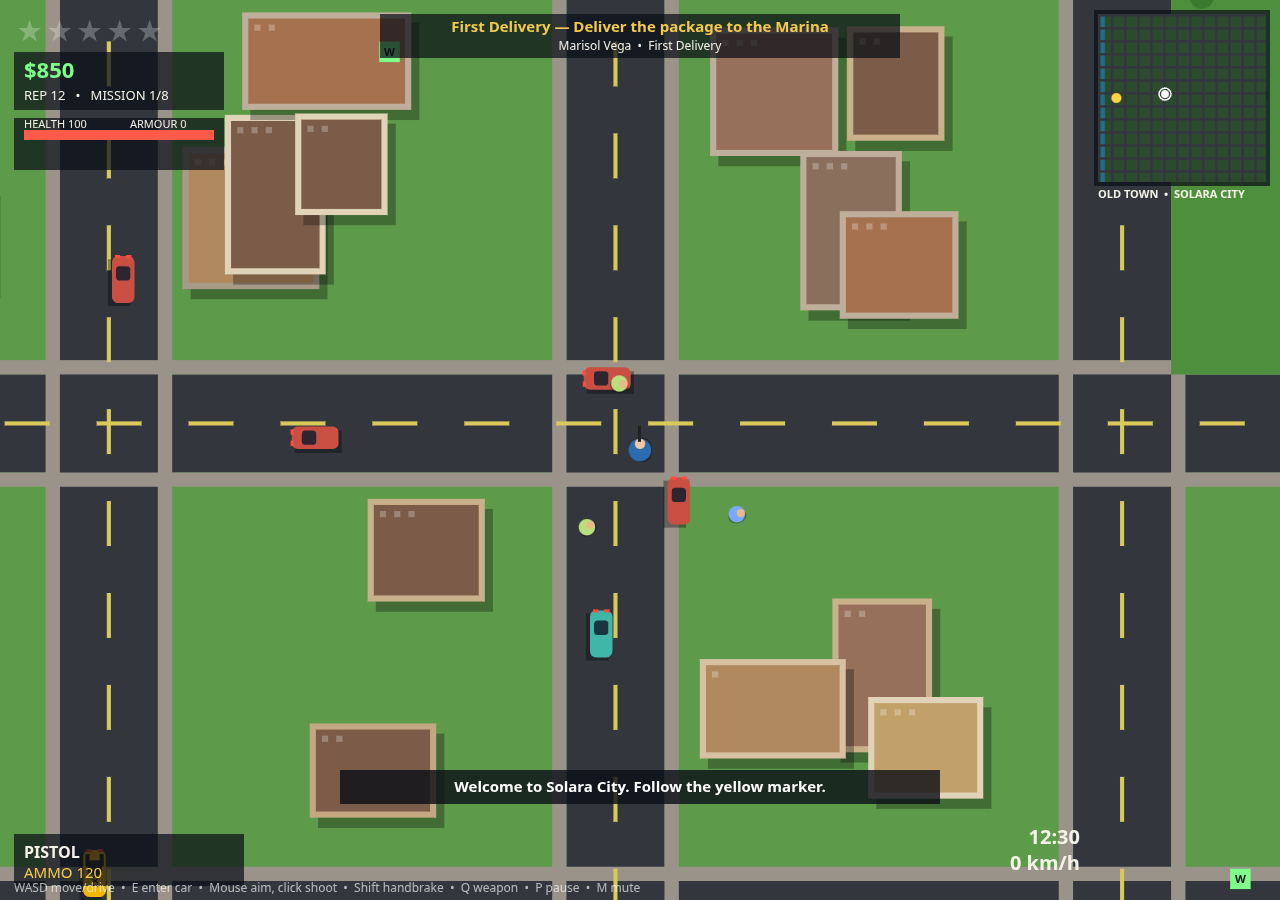 First Delivery — Deliver the package to the Marina
Marisol Vega • First Delivery
W
$850
REP 12 • MISSION 1/8
HEALTH 100 ARMOUR 0
OLD TOWN • SOLARA CITY
Welcome to Solara City. Follow the yellow marker.
12:30
0 km/h
PISTOL
AMMO 120
WASD move/drive • E enter car • Mouse aim, click shoot • Shift handbrake • Q weapon • P pause • M mute
W